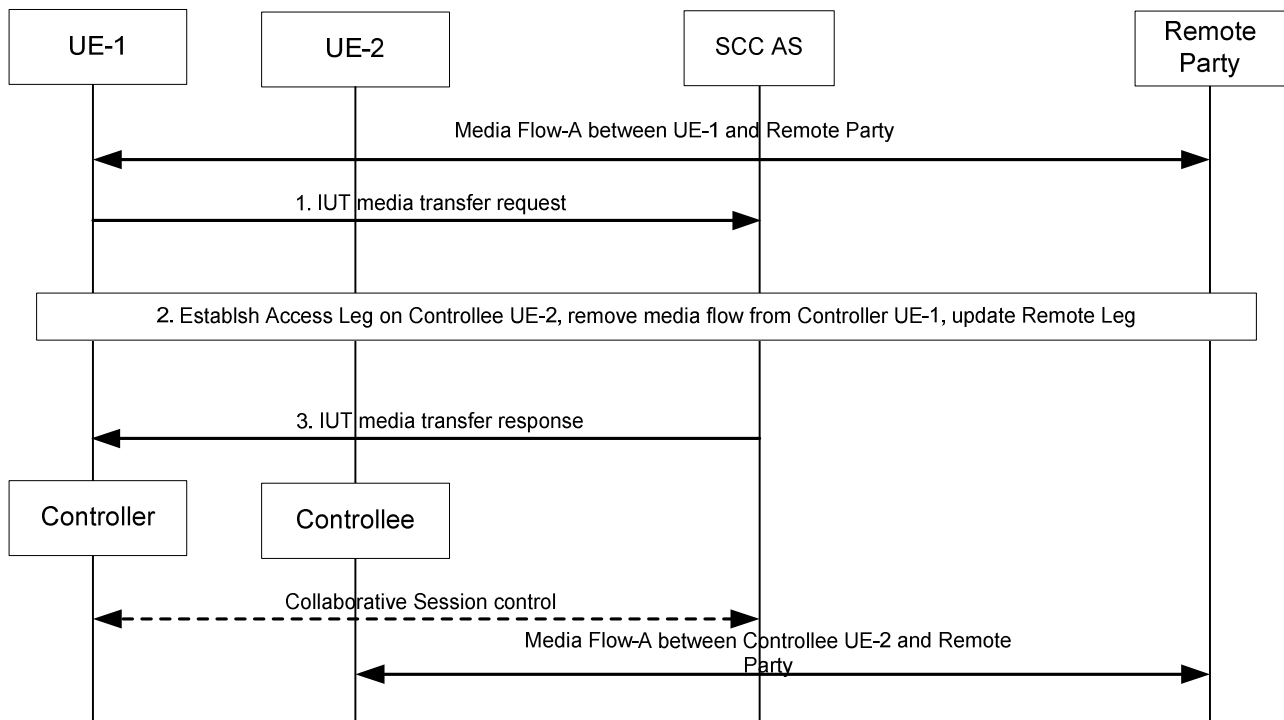 UE-1
UE-2
SCC AS
Remote
Party
Media Flow-A between UE-1 and Remote Party
1. IUT media transfer request
2. Establsh Access Leg on Controllee UE-2, remove media flow from Controller UE-1, update Remote Leg
3. IUT media transfer response
Controller
Controllee
Collaborative Session control
Media Flow-A between Controllee UE-2 and Remote
Party